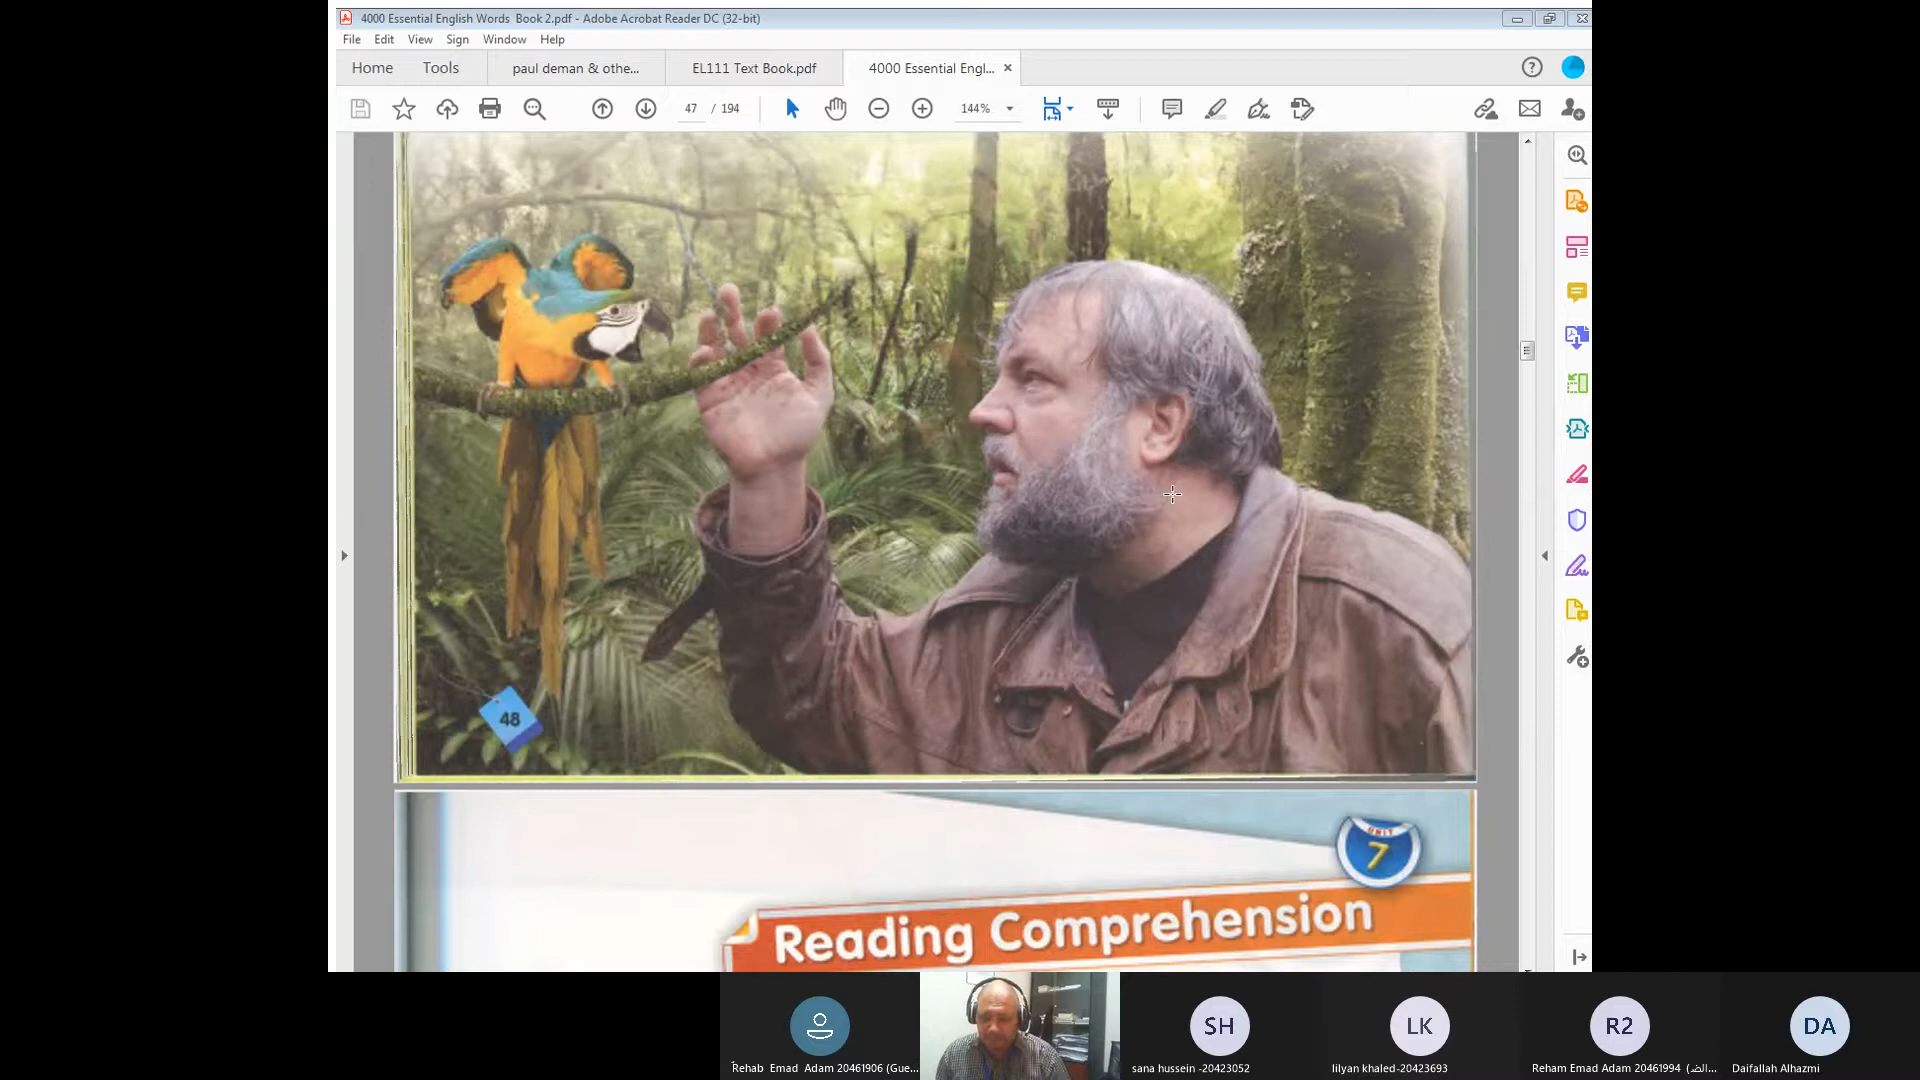 4000 Essential English Words Book 2.pdf - Adobe Acrobat Reader DC (32-bit)
File Edit View Sign Window Help
Home Tools paul deman & othe... EL111 Text Book.pdf 4000 Essential Engl...
47 / 194 144%
48
UNIT
7
Reading Comprehension
SH LK R2 DA
Rehab Emad Adam 20461906 (Gue... sana hussein -20423052 lilyan khaled-20423693 Reham Emad Adam 20461994 Daifallah Alhazmi